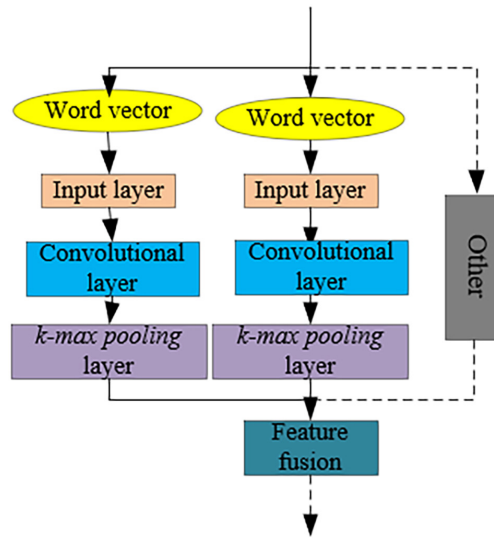 Word vector
Word vector
Input layer
Input layer
Convolutional
layer
Convolutional
layer
Other
k-max pooling
layer
k-max pooling
layer
Feature
fusion